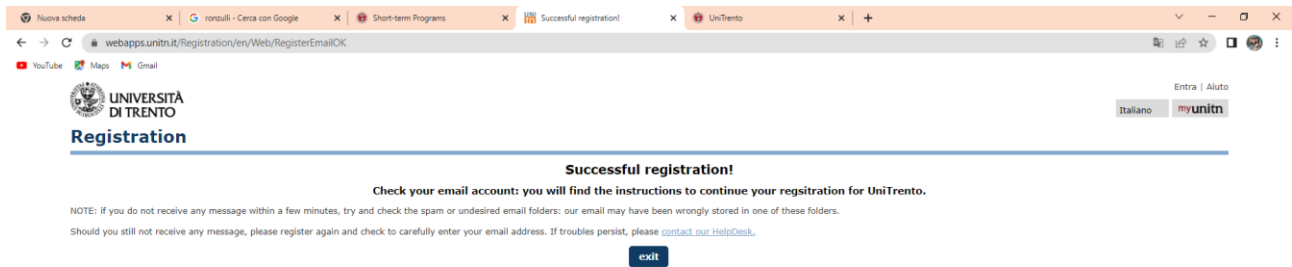 Nuova scheda
ronzulli - Cerca con Google
Short-term Programs
Successful registration!
UniTrento
webapps.unitn.it/Registration/en/Web/RegisterEmailOK
YouTube Maps Gmail
UNIVERSITÀ
DI TRENTO
Entra | Aiuto
Italiano myunitn
Registration
Successful registration!
Check your email account: you will find the instructions to continue your regsitration for UniTrento.
NOTE: if you do not receive any message within a few minutes, try and check the spam or undesired email folders: our email may have been wrongly stored in one of these folders.
Should you still not receive any message, please register again and check to carefully enter your email address. If troubles persist, please contact our HelpDesk.
exit